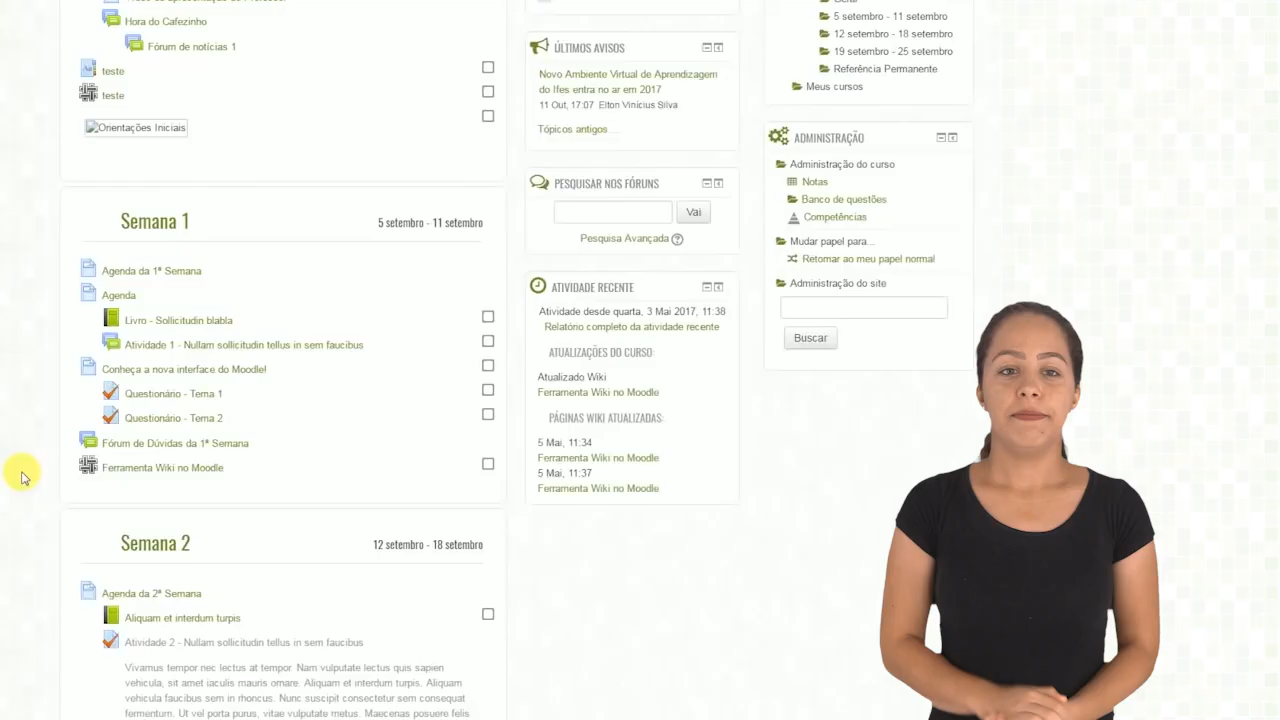 Hora do Cafezinho
Fórum de notícias 1
teste
teste
Orientações Iniciais
Semana 1
5 setembro - 11 setembro
Agenda da 1ª Semana
Agenda
Livro - Sollicitudin blabla
Atividade 1 - Nullam sollicitudin tellus in sem faucibus
Conheça a nova interface do Moodle!
Questionário - Tema 1
Questionário - Tema 2
Fórum de Dúvidas da 1ª Semana
Ferramenta Wiki no Moodle
Semana 2
12 setembro - 18 setembro
Agenda da 2ª Semana
Aliquam et interdum turpis
Atividade 2 - Nullam sollicitudin tellus in sem faucibus
Vivamus tempor nec lectus at tempor. Nam vulputate lectus quis sapien
vehicula, sit amet iaculis mauris ornare. Aliquam et interdum turpis. Aliquam
vehicula faucibus sem in rhoncus. Nunc suscipit consectetur sem consequat
fermentum. Ut vel porta purus, vitae vulputate metus. Maecenas posuere felis
ÚLTIMOS AVISOS
Novo Ambiente Virtual de Aprendizagem
do Ifes entra no ar em 2017
11 Out, 17:07 Elton Vinícius Silva
Tópicos antigos ...
PESQUISAR NOS FÓRUNS
Vai
Pesquisa Avançada
ATIVIDADE RECENTE
Atividade desde quarta, 3 Mai 2017, 11:38
Relatório completo da atividade recente
ATUALIZAÇÕES DO CURSO:
Atualizado Wiki
Ferramenta Wiki no Moodle
PÁGINAS WIKI ATUALIZADAS:
5 Mai, 11:34
Ferramenta Wiki no Moodle
5 Mai, 11:37
Ferramenta Wiki no Moodle
5 setembro - 11 setembro
12 setembro - 18 setembro
19 setembro - 25 setembro
Referência Permanente
Meus cursos
ADMINISTRAÇÃO
Administração do curso
Notas
Banco de questões
Competências
Mudar papel para...
Retornar ao meu papel normal
Administração do site
Buscar